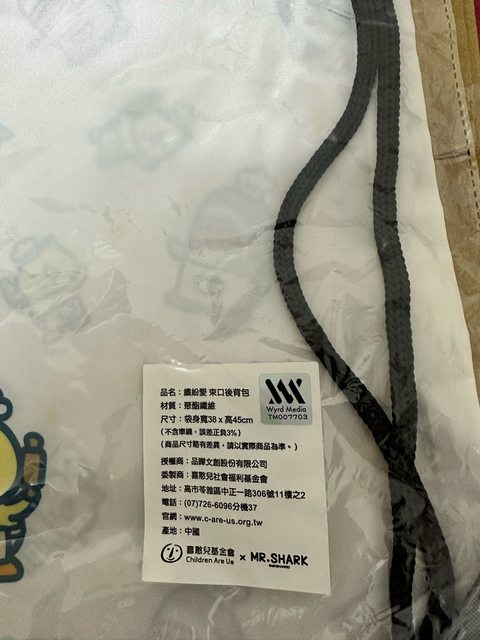 品名：繽紛愛 束口後背包
材質：聚酯纖維
尺寸：袋身寬38 x 高45cm
(不含車縫，誤差正負3%)
(商品尺寸略有差異，請以實際商品為準。)
Wyrd Media
TM007703
授權商：品蹕文創股份有限公司
委製商：喜憨兒社會福利基金會
地址：高市苓雅區中正一路306號11樓之2
電話：(07)726-6096分機37
官網：www.c-are-us.org.tw
產地：中國
喜憨兒基金會
Children Are Us
×
MR.SHARK